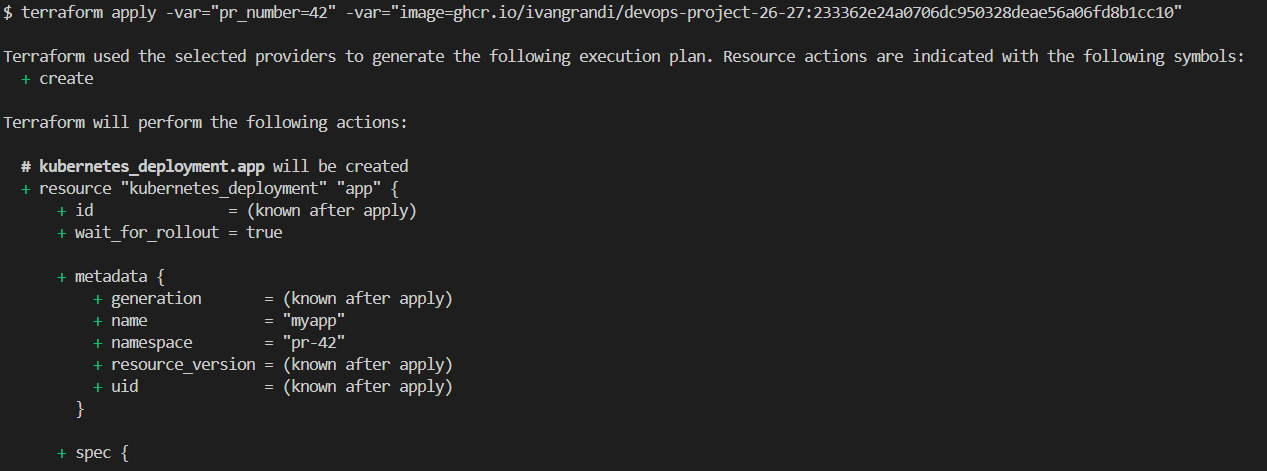 $ terraform apply -var="pr_number=42" -var="image=ghcr.io/ivangrandi/devops-project-26-27:233362e24a0706dc950328deae56a06fd8b1cc10"
Terraform used the selected providers to generate the following execution plan. Resource actions are indicated with the following symbols:
  + create
Terraform will perform the following actions:
  # kubernetes_deployment.app will be created
  + resource "kubernetes_deployment" "app" {
      + id               = (known after apply)
      + wait_for_rollout = true
      + metadata {
          + generation       = (known after apply)
          + name             = "myapp"
          + namespace        = "pr-42"
          + resource_version = (known after apply)
          + uid              = (known after apply)
        }
      + spec {